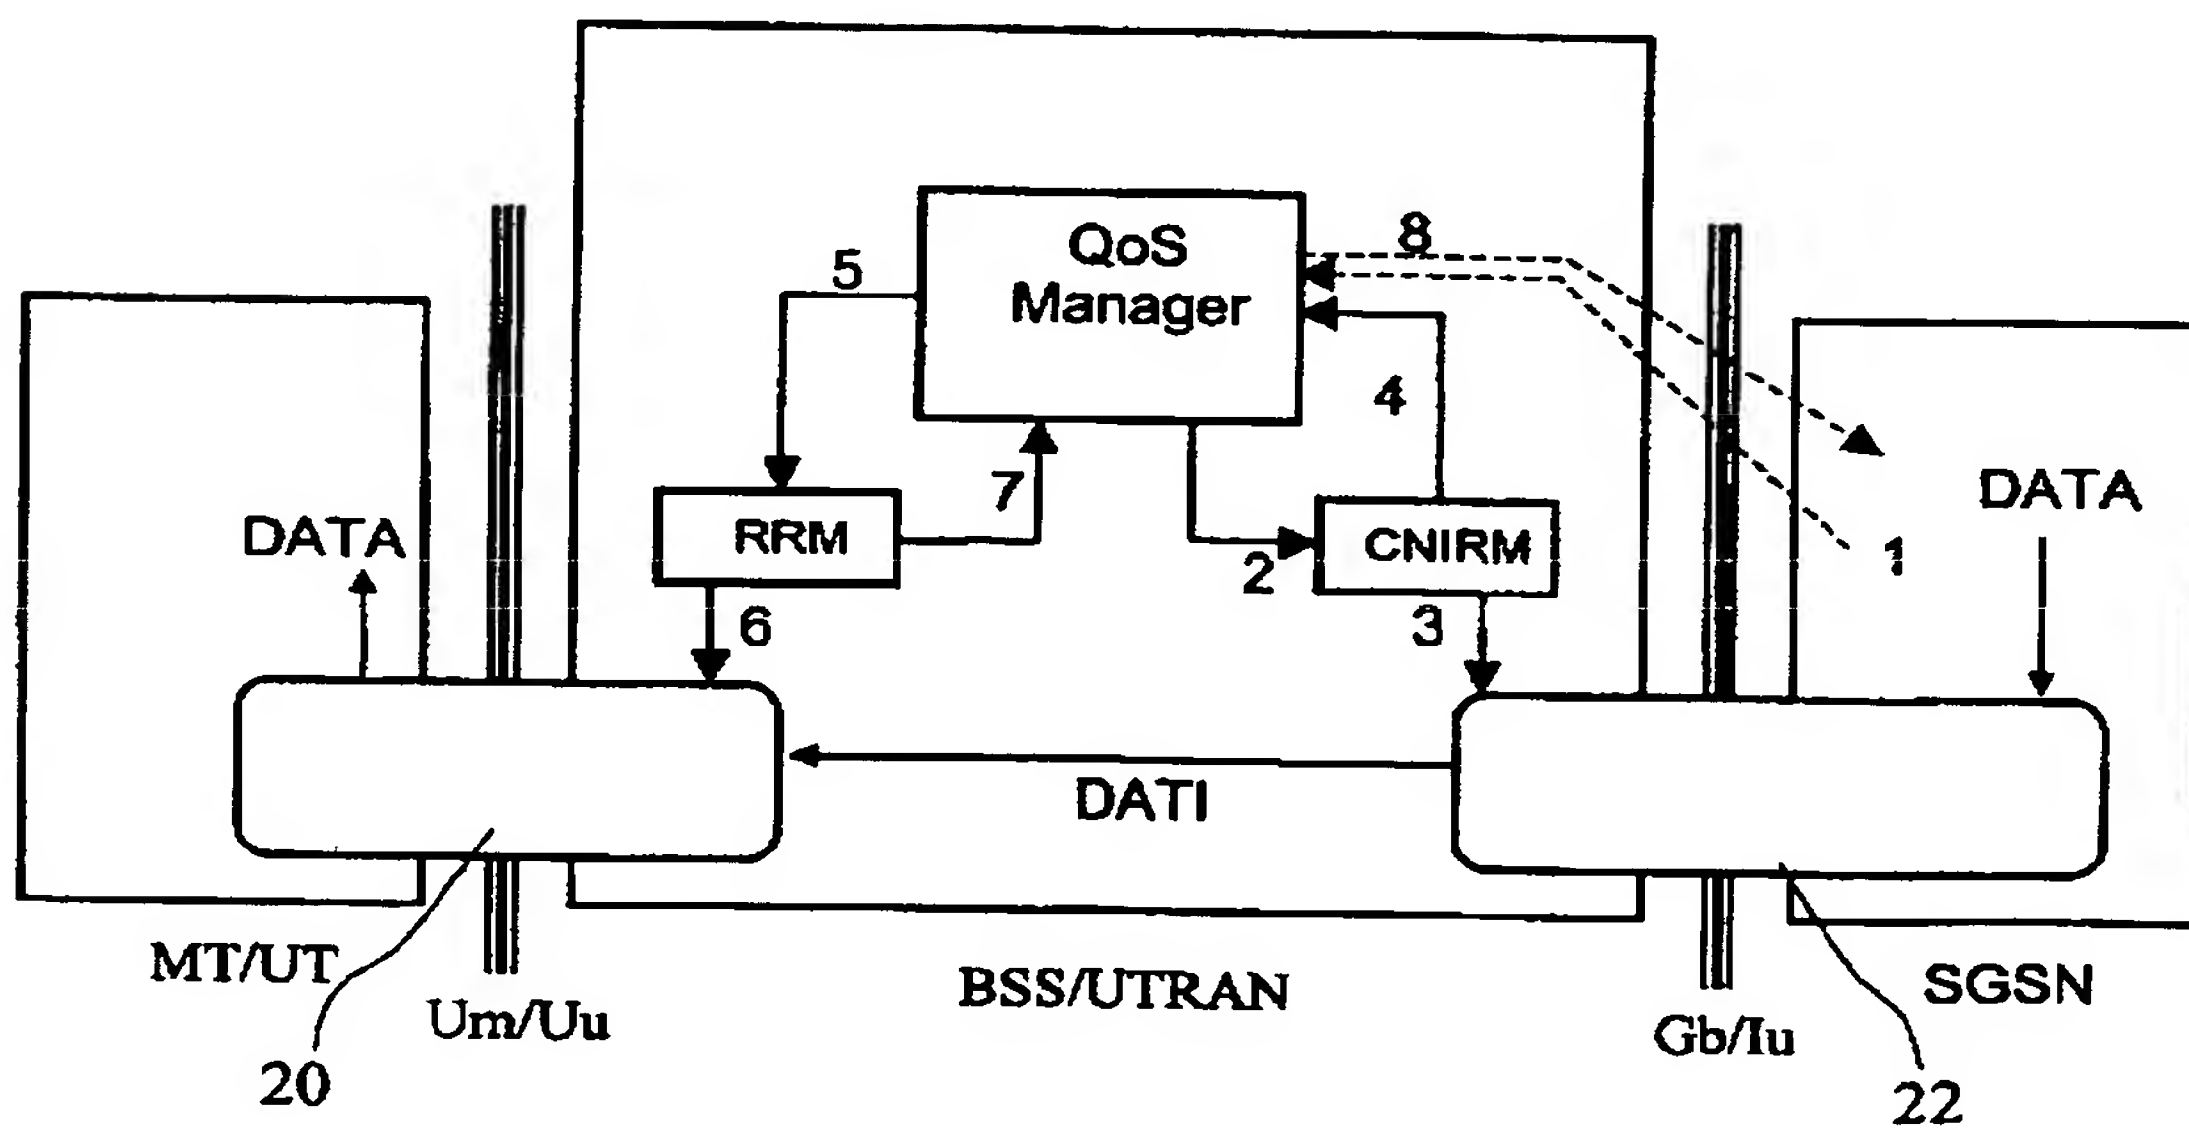 8
QoS
Manager
5
4
7
DATA
RRM
CNIRM
DATA
2
1
6
3
DATI
MT/UT
BSS/UTRAN
SGSN
Um/Uu
Gb/Iu
20
22